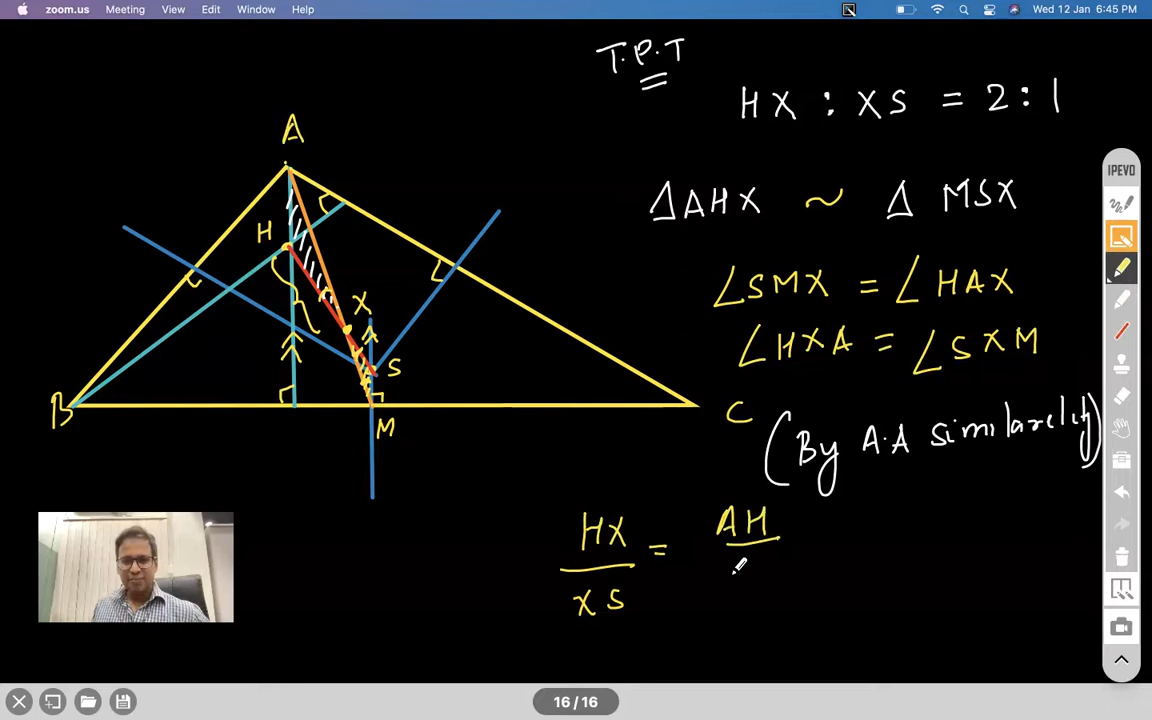 zoom.us Meeting View Edit Window Help Wed 12 Jan 6:45 PM
T.P.T
HX : XS = 2:1
A
IPEVO
ΔAHX ~ Δ MSX
H
∠SMX = ∠HAX
X
∠HXA = ∠SXM
S
B
C
M
(By A.A similarelity)
HX = AH
XS
16/16